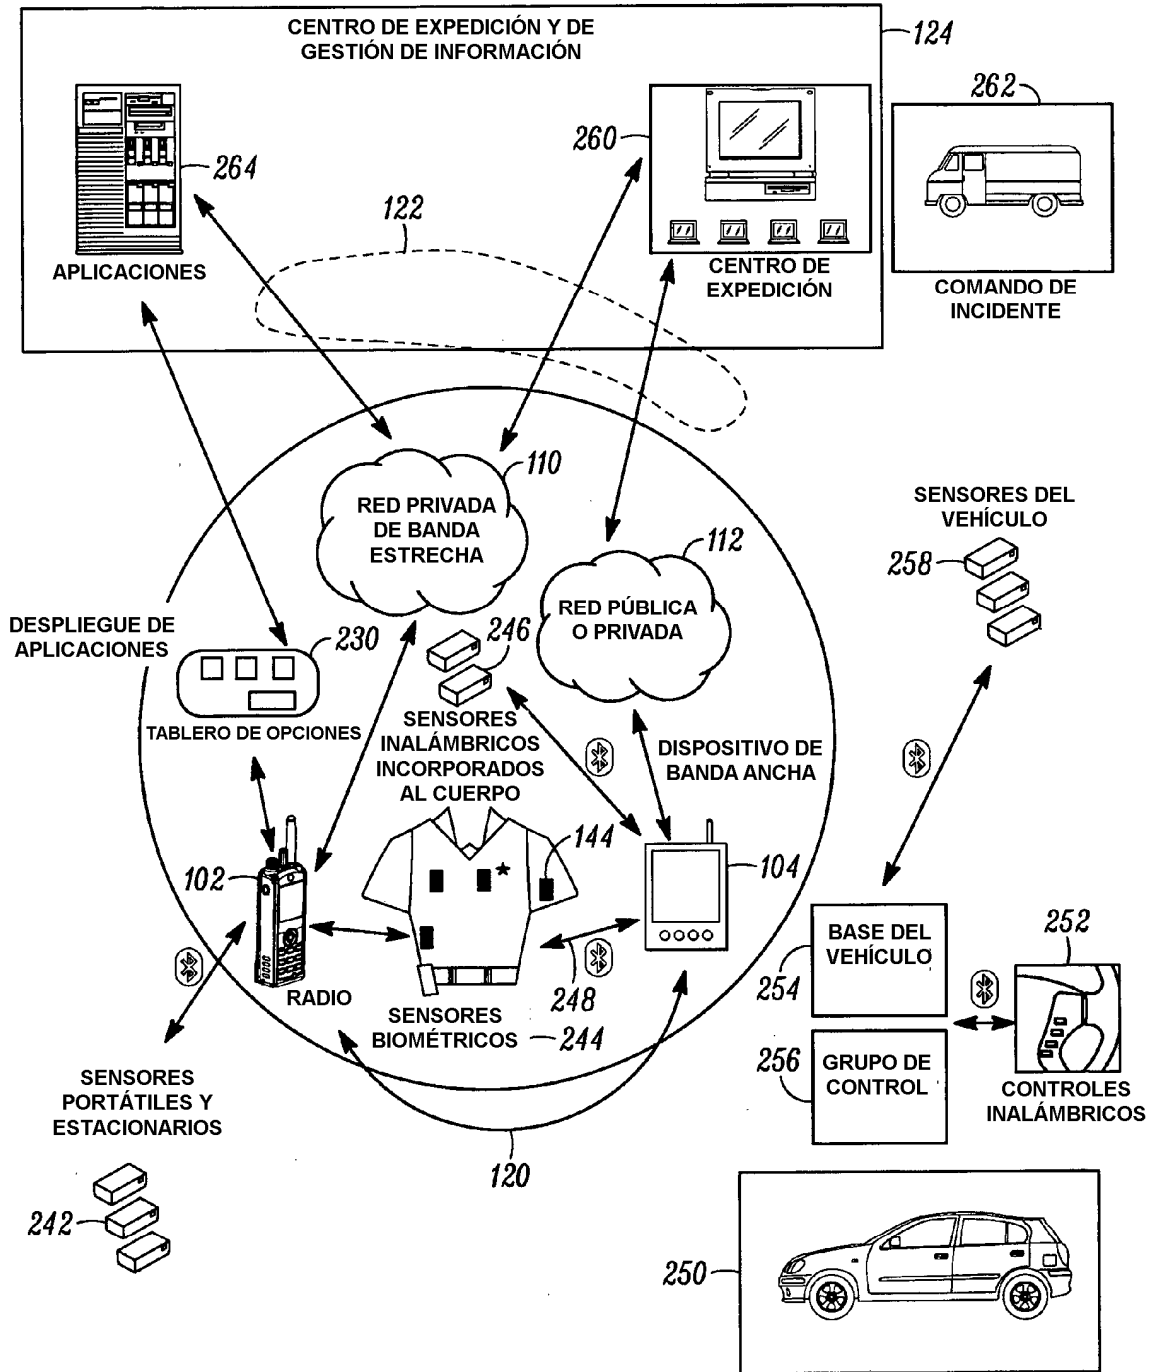 CENTRO DE EXPEDICIÓN Y DE
GESTIÓN DE INFORMACIÓN
124
262
260
264
122
APLICACIONES
CENTRO DE
EXPEDICIÓN
COMANDO DE
INCIDENTE
110
RED PRIVADA
DE BANDA
ESTRECHA
SENSORES DEL
VEHÍCULO
258
112
RED PÚBLICA
O PRIVADA
DESPLIEGUE DE
APLICACIONES
230
246
TABLERO DE OPCIONES
SENSORES
INALÁMBRICOS
INCORPORADOS
AL CUERPO
DISPOSITIVO DE
BANDA ANCHA
144
102
104
RADIO
248
SENSORES
BIOMÉTRICOS
244
BASE DEL
VEHÍCULO
254
252
256
GRUPO DE
CONTROL
CONTROLES
INALÁMBRICOS
SENSORES
PORTÁTILES Y
ESTACIONARIOS
120
242
250